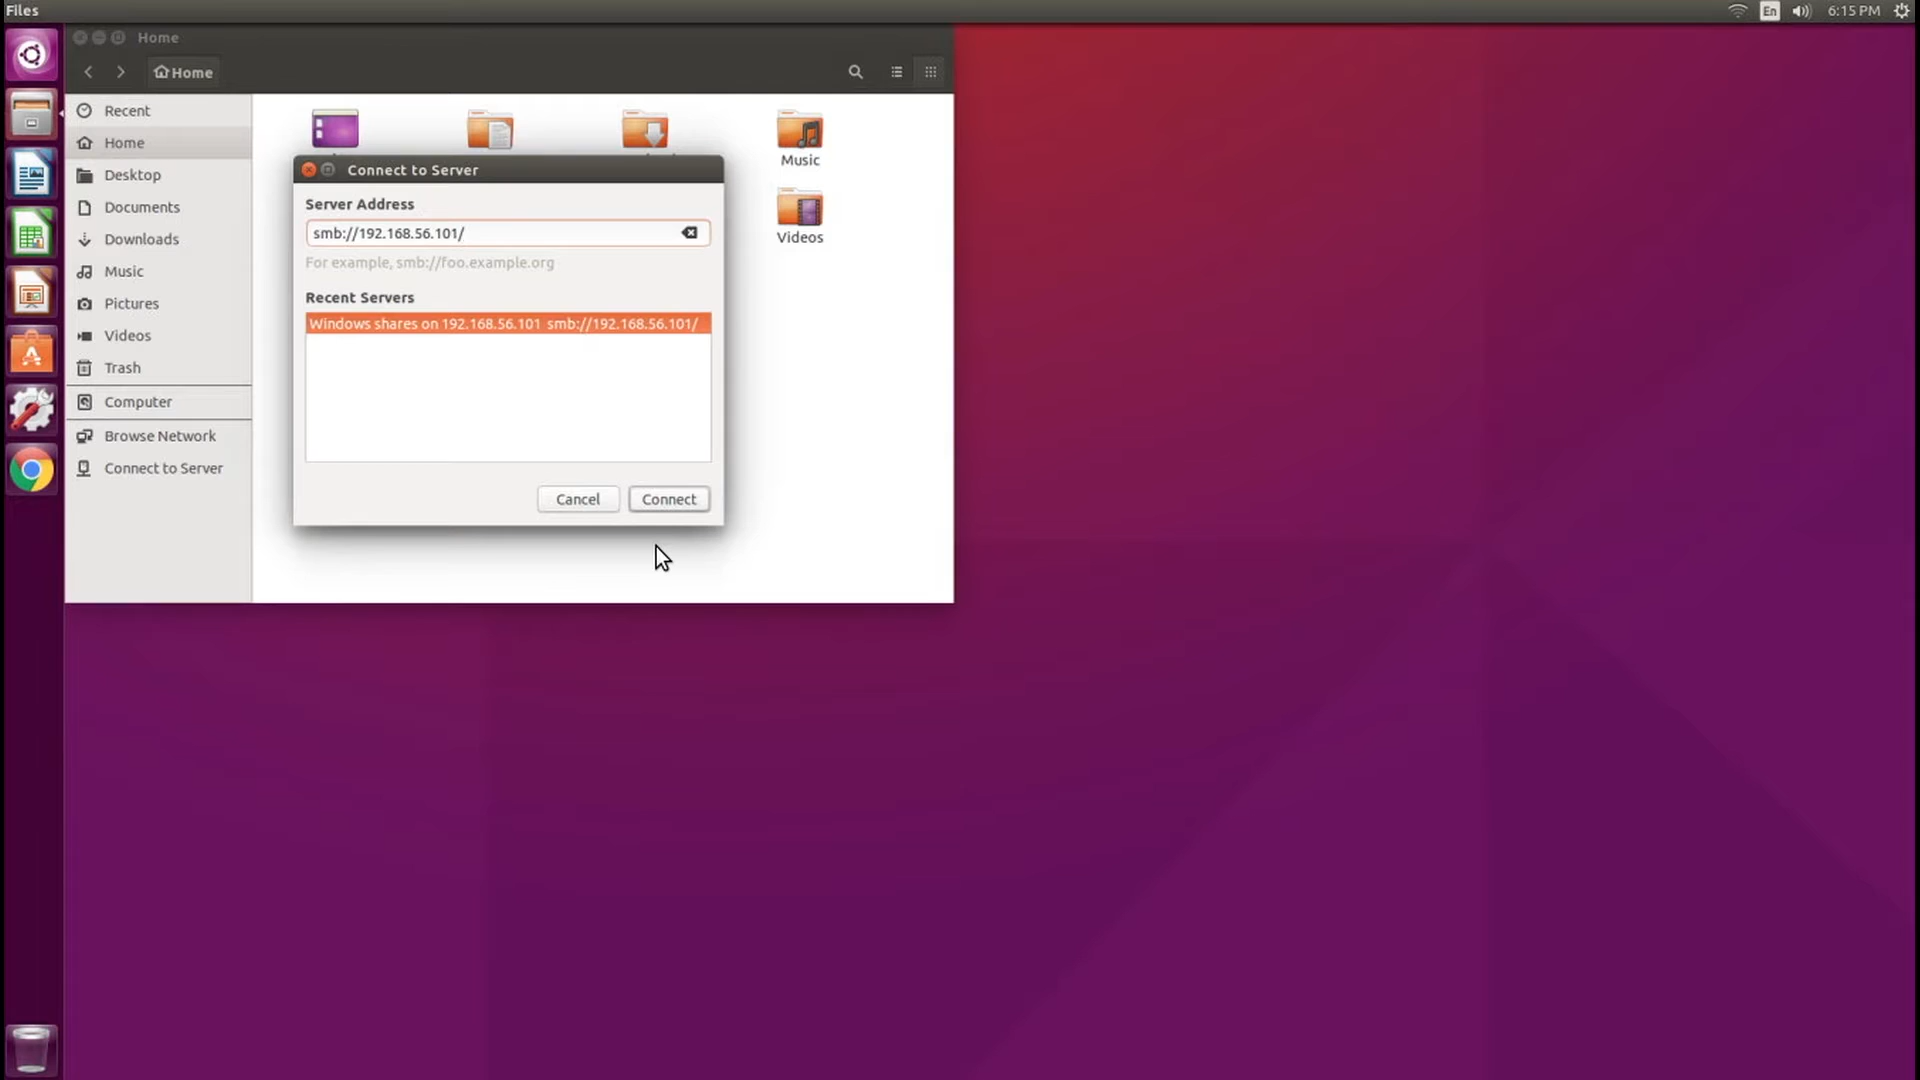 Files
En
6:15 PM
Home
Home
Recent
Home
Desktop
Documents
Downloads
Music
Pictures
Videos
Trash
Computer
Browse Network
Connect to Server
Music
Videos
Connect to Server
Server Address
smb://192.168.56.101/
For example, smb://foo.example.org
Recent Servers
Windows shares on 192.168.56.101 smb://192.168.56.101/
Cancel
Connect